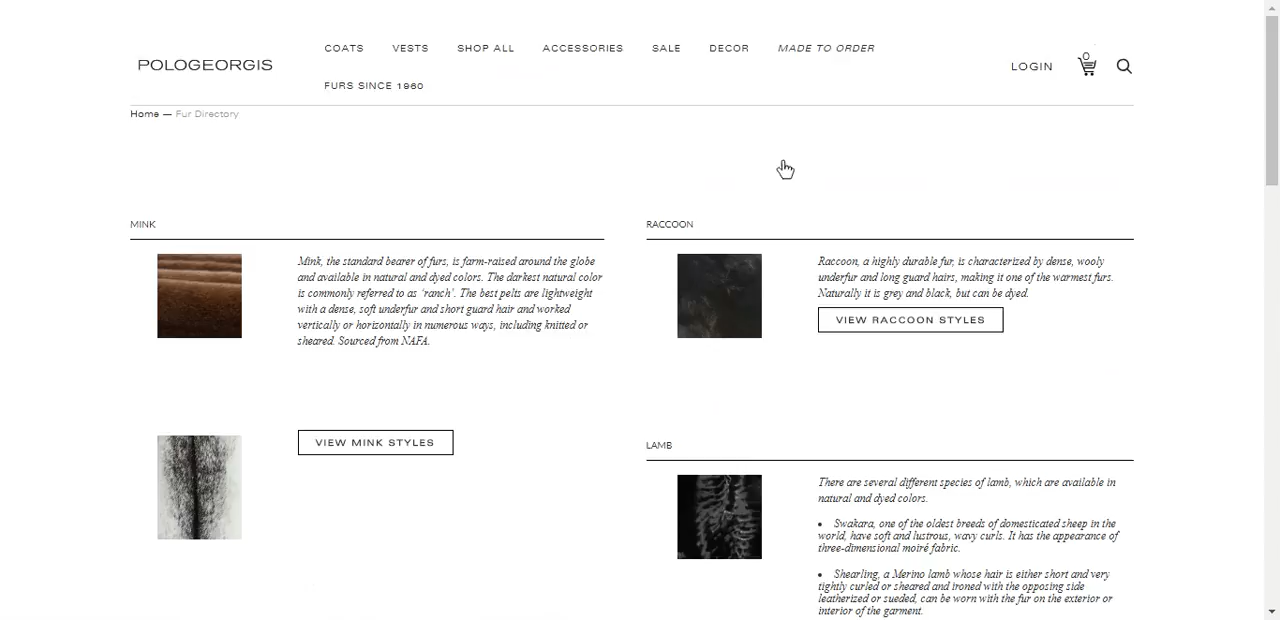 COATS VESTS SHOP ALL ACCESSORIES SALE DECOR MADE TO ORDER
POLOGEORGIS
LOGIN 0
FURS SINCE 1960
Home — Fur Directory
MINK
Mink, the standard bearer of furs, is farm-raised around the globe
and available in natural and dyed colors. The darkest natural color
is commonly referred to as 'ranch'. The best pelts are lightweight
with a dense, soft underfur and short guard hair and worked
vertically or horizontally in numerous ways, including knitted or
sheared. Sourced from NAFA.
VIEW MINK STYLES
RACCOON
Raccoon, a highly durable fur, is characterized by dense, wooly
underfur and long guard hairs, making it one of the warmest furs.
Naturally it is grey and black, but can be dyed.
VIEW RACCOON STYLES
LAMB
There are several different species of lamb, which are available in
natural and dyed colors.
• Swakara, one of the oldest breeds of domesticated sheep in the
world, have soft and lustrous, wavy curls. It has the appearance of
three-dimensional moiré fabric.
• Shearling, a Merino lamb whose hair is either short and very
tightly curled or sheared and ironed with the opposing side
leatherized or sueded, can be worn with the fur on the exterior or
interior of the garment.